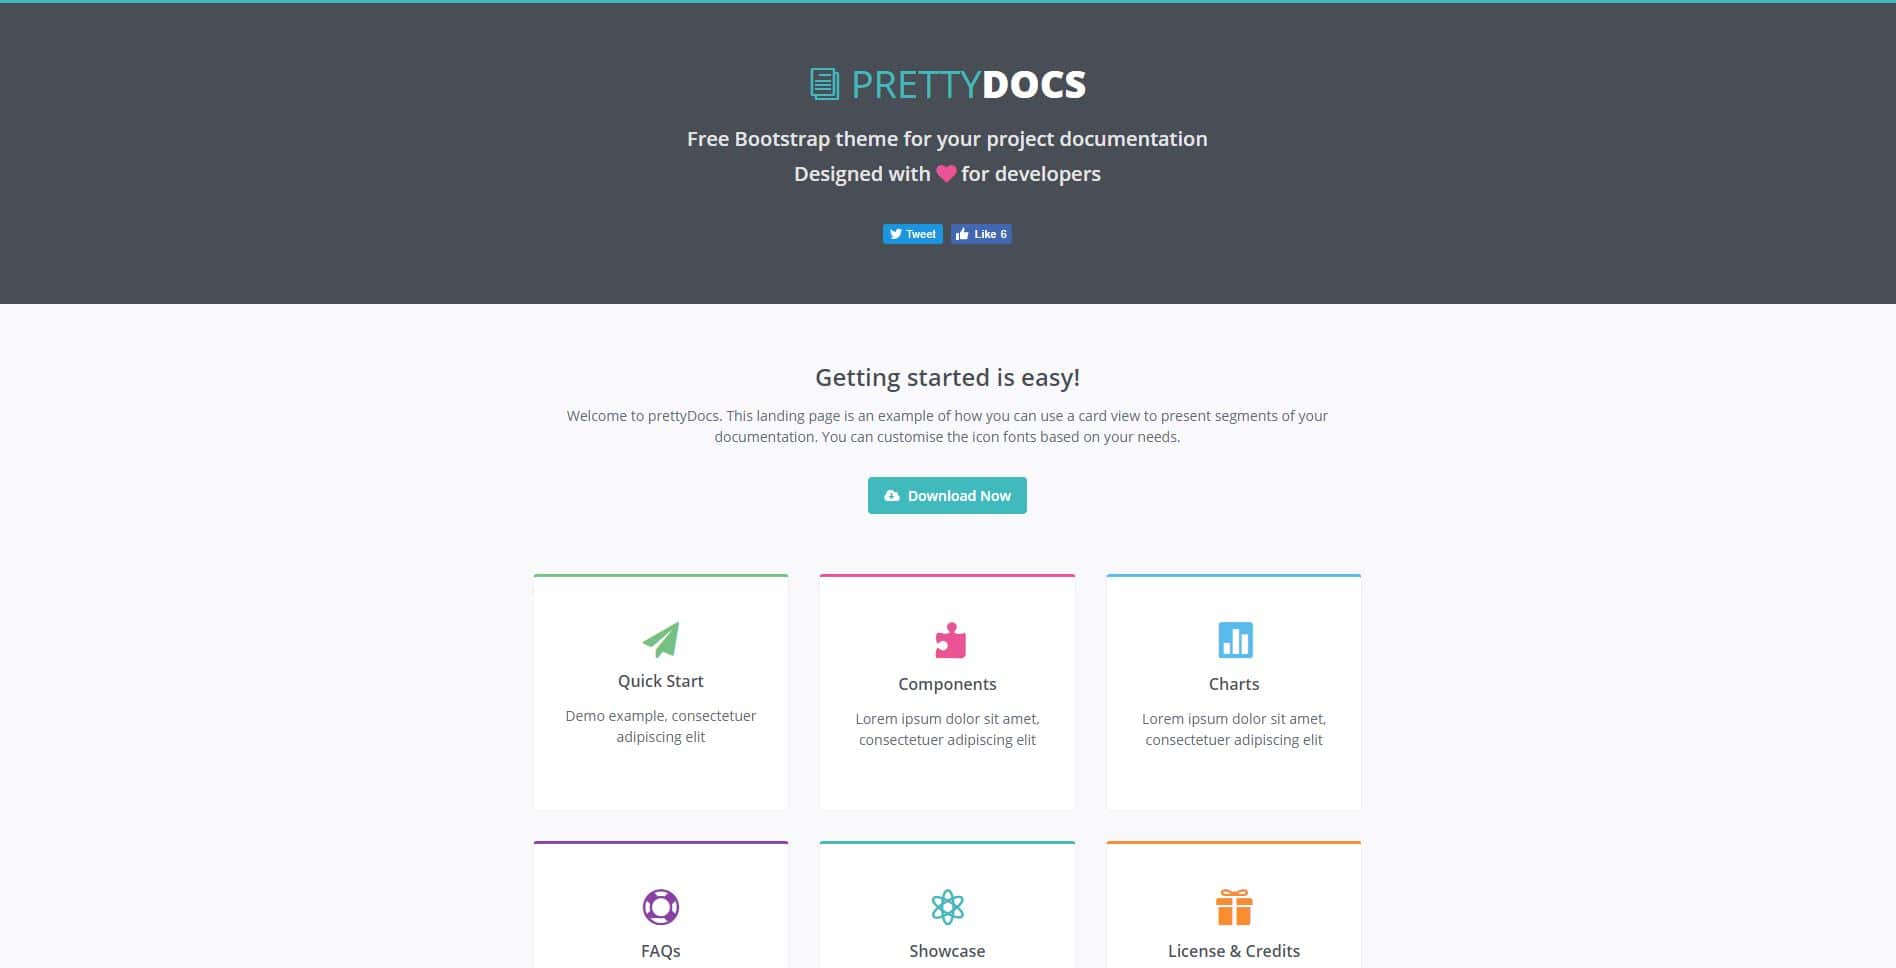 PRETTYDOCS
Free Bootstrap theme for your project documentation
Designed with for developers
Tweet
Like 6
Getting started is easy!
Welcome to prettyDocs. This landing page is an example of how you can use a card view to present segments of your
documentation. You can customise the icon fonts based on your needs.
Download Now
Quick Start
Demo example, consectetuer
adipiscing elit
Components
Lorem ipsum dolor sit amet,
consectetuer adipiscing elit
Charts
Lorem ipsum dolor sit amet,
consectetuer adipiscing elit
FAQs
Showcase
License & Credits